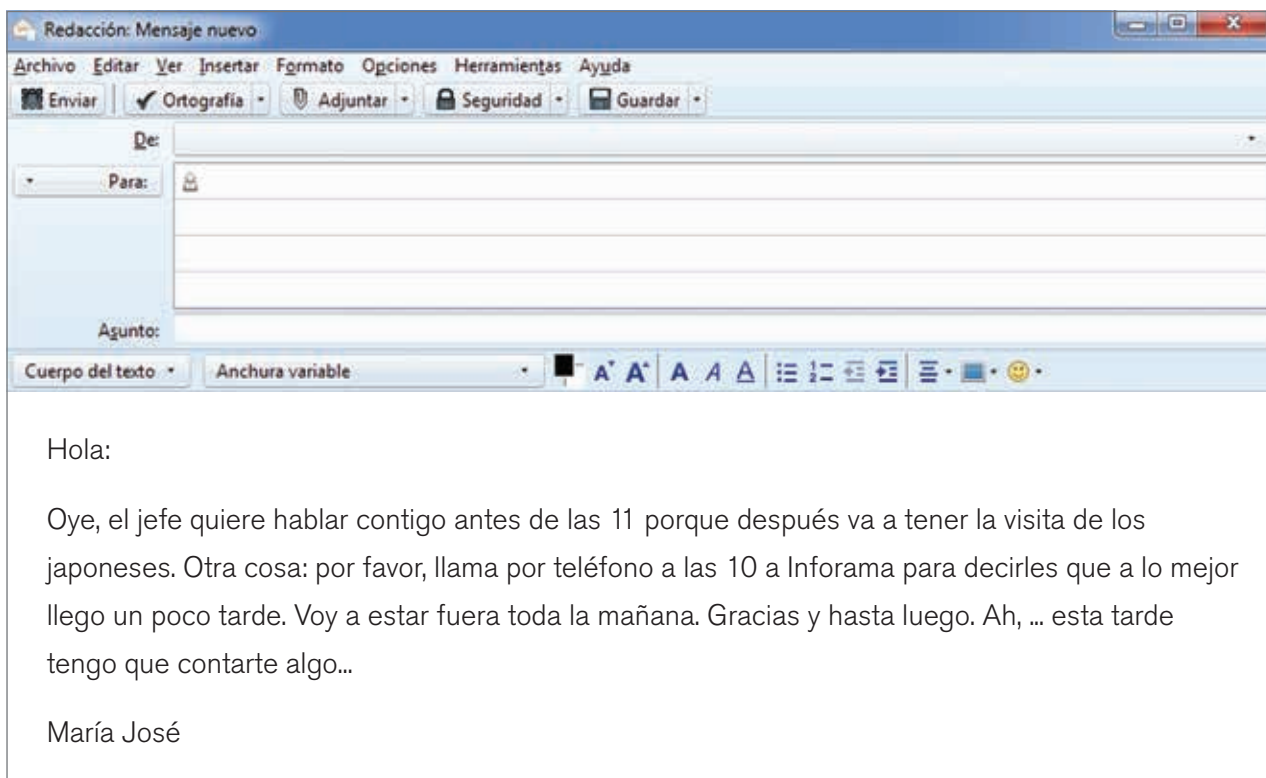 Redacción: Mensaje nuevo
Archivo Editar Ver Insertar Formato Opciones Herramientas Ayuda
Enviar Ortografía Adjuntar Seguridad Guardar
De:
Para:
Asunto:
Cuerpo del texto Anchura variable
Hola:
Oye, el jefe quiere hablar contigo antes de las 11 porque después va a tener la visita de los
japoneses. Otra cosa: por favor, llama por teléfono a las 10 a Inforama para decirles que a lo mejor
llego un poco tarde. Voy a estar fuera toda la mañana. Gracias y hasta luego. Ah, ... esta tarde
tengo que contarte algo...
María José